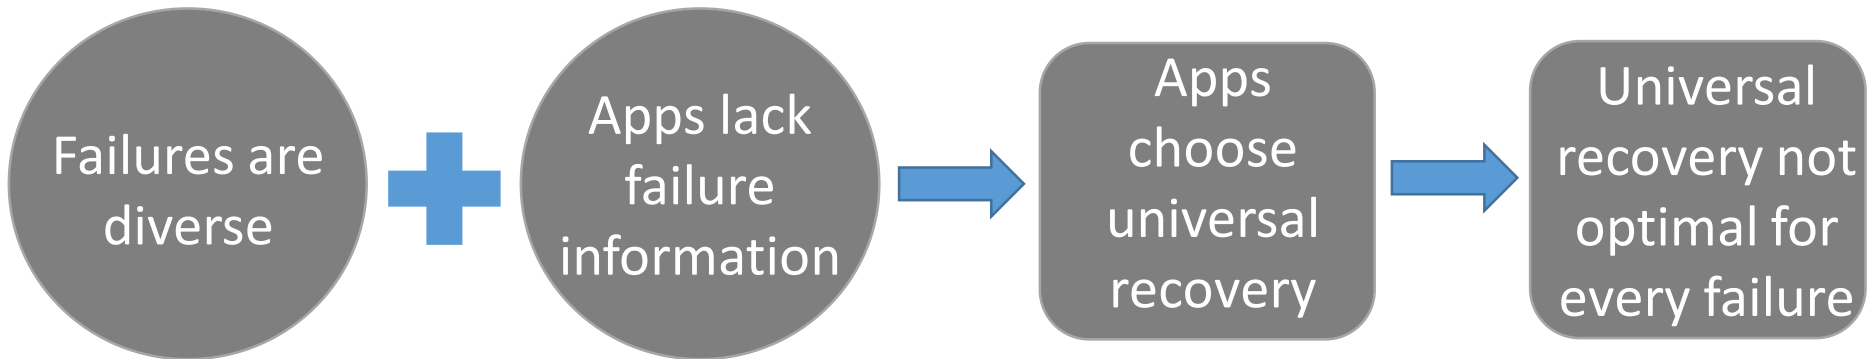 Failures are
diverse
Apps lack
failure
information
Apps
choose
universal
recovery
Universal
recovery not
optimal for
every failure